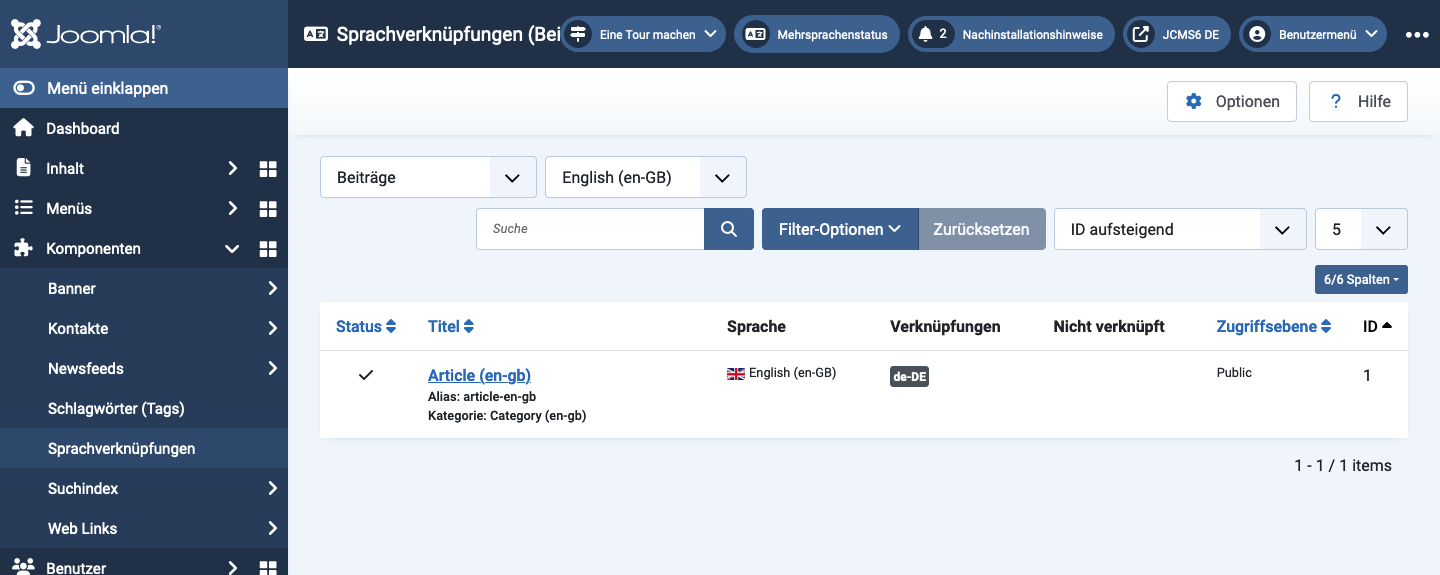 Joomla!®
Sprachverknüpfungen (Bei
Eine Tour machen
Mehrsprachenstatus
2 Nachinstallationshinweise
JCMS6 DE
Benutzermenü
Menü einklappen
Dashboard
Inhalt
Menüs
Komponenten
Banner
Kontakte
Newsfeeds
Schlagwörter (Tags)
Sprachverknüpfungen
Suchindex
Web Links
Benutzer
Optionen
? Hilfe
Beiträge
English (en-GB)
Suche
Filter-Optionen
Zurücksetzen
ID aufsteigend
5
6/6 Spalten
Status Titel Sprache Verknüpfungen Nicht verknüpft Zugriffsebene ID
Article (en-gb) English (en-GB) de-DE Public 1
Alias: article-en-gb
Kategorie: Category (en-gb)
1 - 1 / 1 items